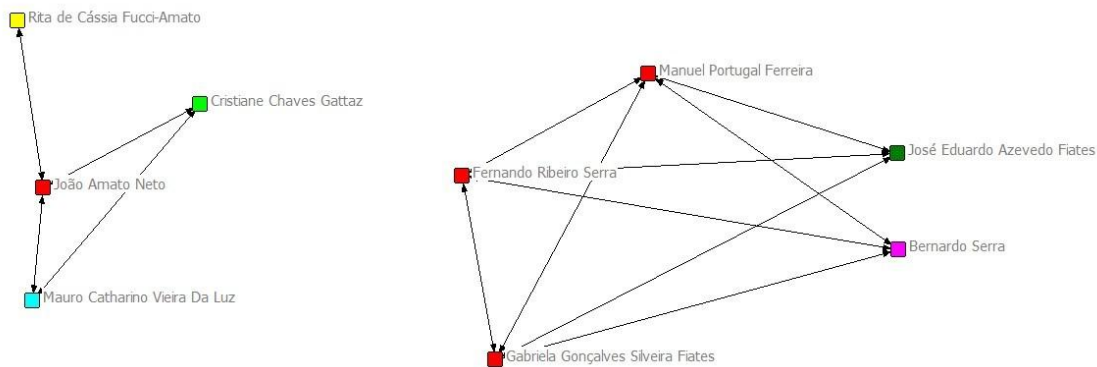 Rita de Cássia Fucci-Amato
Cristiane Chaves Gattaz
João Amato Neto
Mauro Catharino Vieira Da Luz
Manuel Portugal Ferreira
José Eduardo Azevedo Fiates
Fernando Ribeiro Serra
Bernardo Serra
Gabriela Gonçalves Silveira Fiates